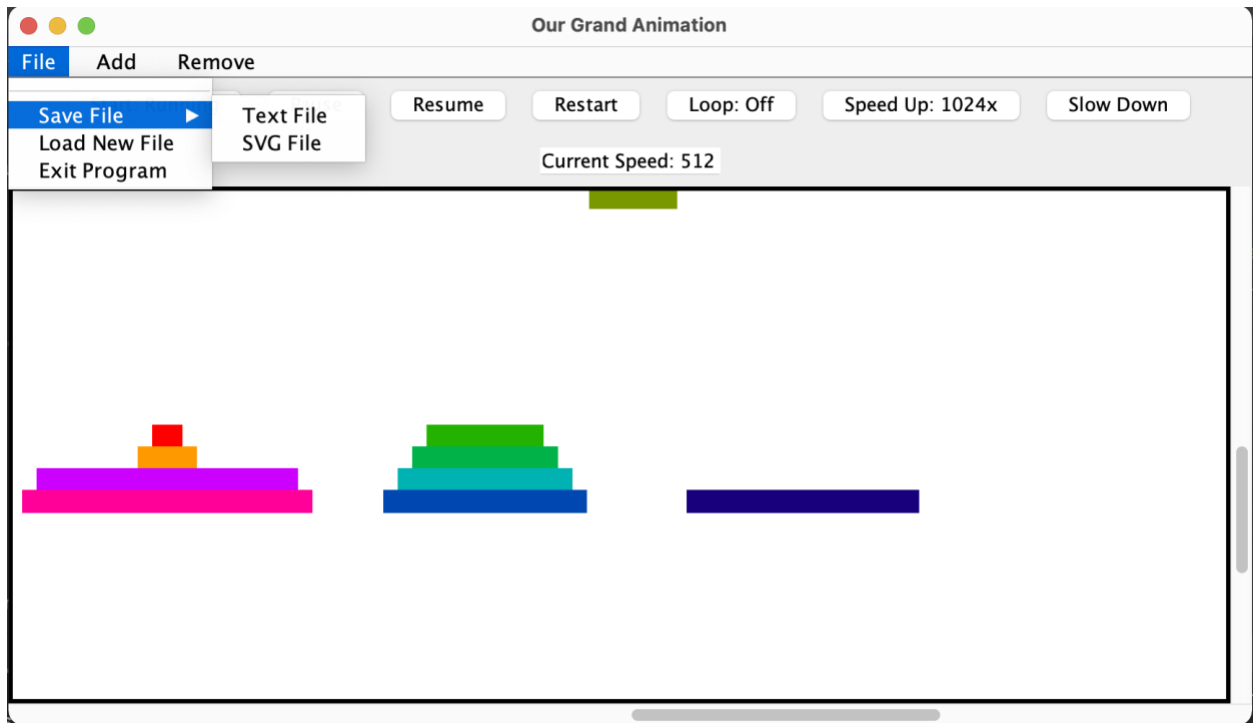 Our Grand Animation
File Add Remove
Resume Restart Loop: Off Speed Up: 1024x Slow Down
Save File Text File
Load New File SVG File
Exit Program
Current Speed: 512